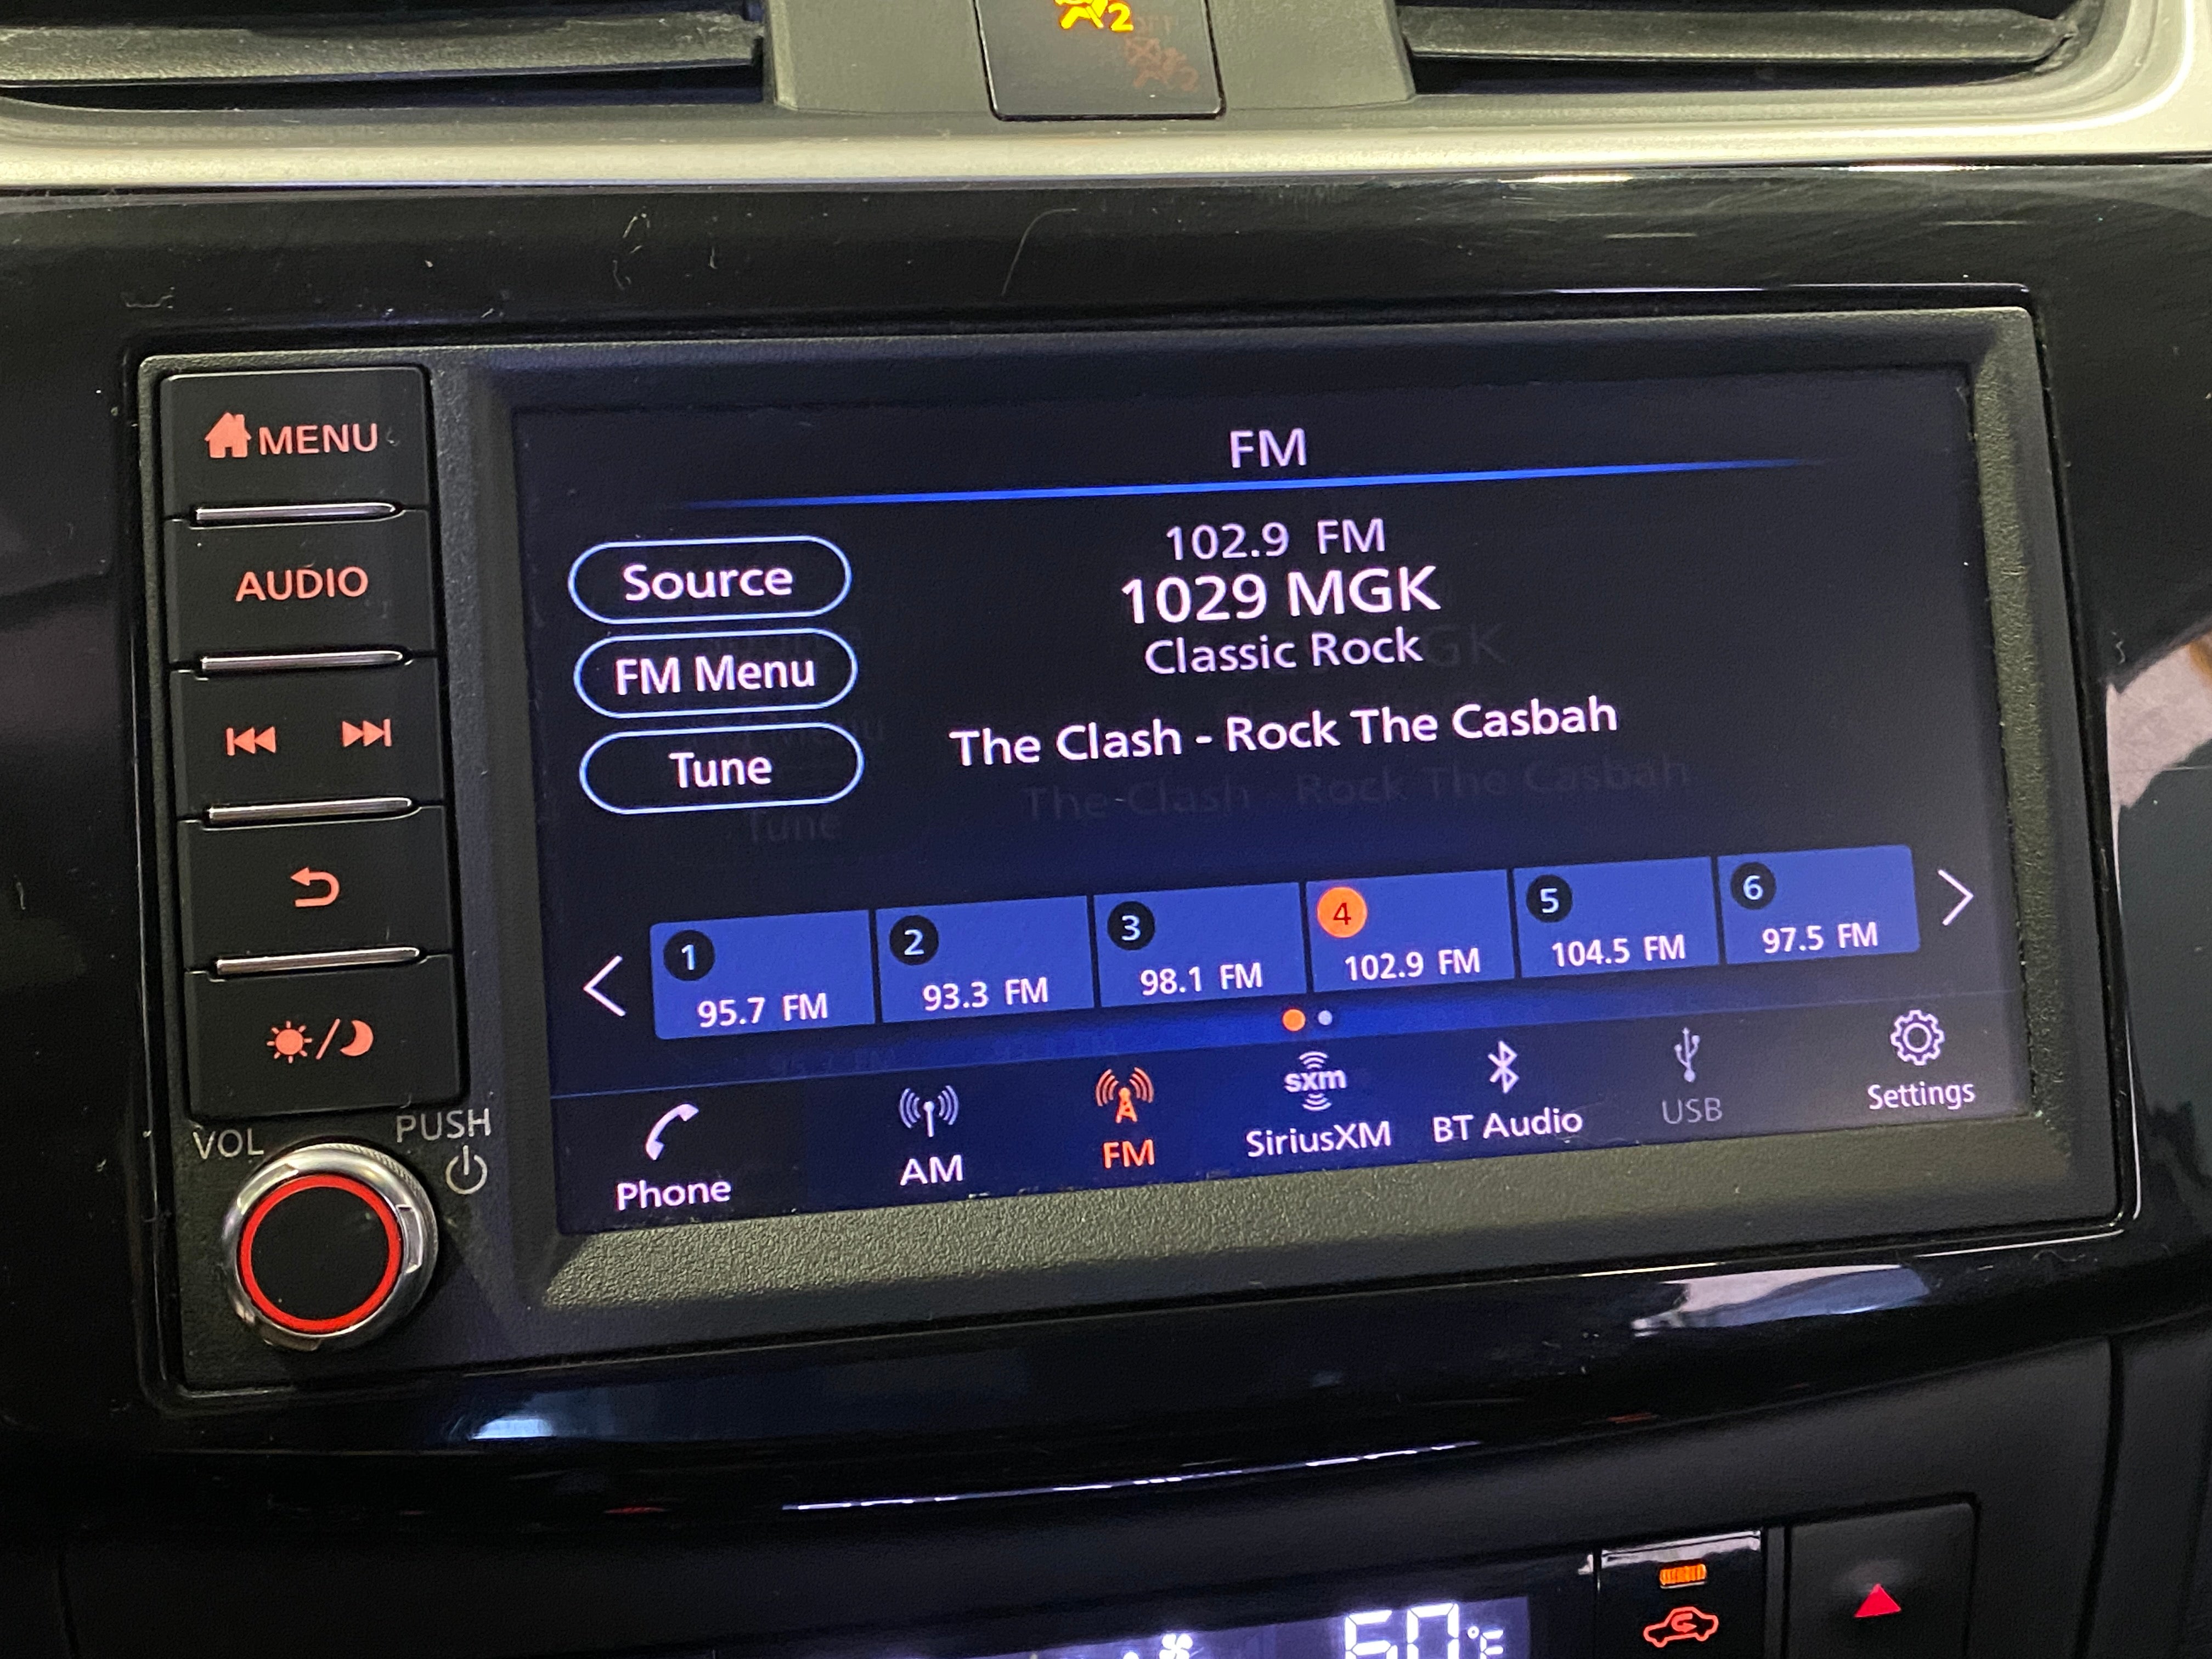 2
MENU
AUDIO
VOL
PUSH
FM
102.9 FM
1029 MGK
Classic Rock
The Clash - Rock The Casbah
Source
FM Menu
Tune
1
95.7 FM
2
93.3 FM
3
98.1 FM
4
102.9 FM
5
104.5 FM
6
97.5 FM
Phone
AM
FM
sxm
SiriusXM
BT Audio
USB
Settings
60°F